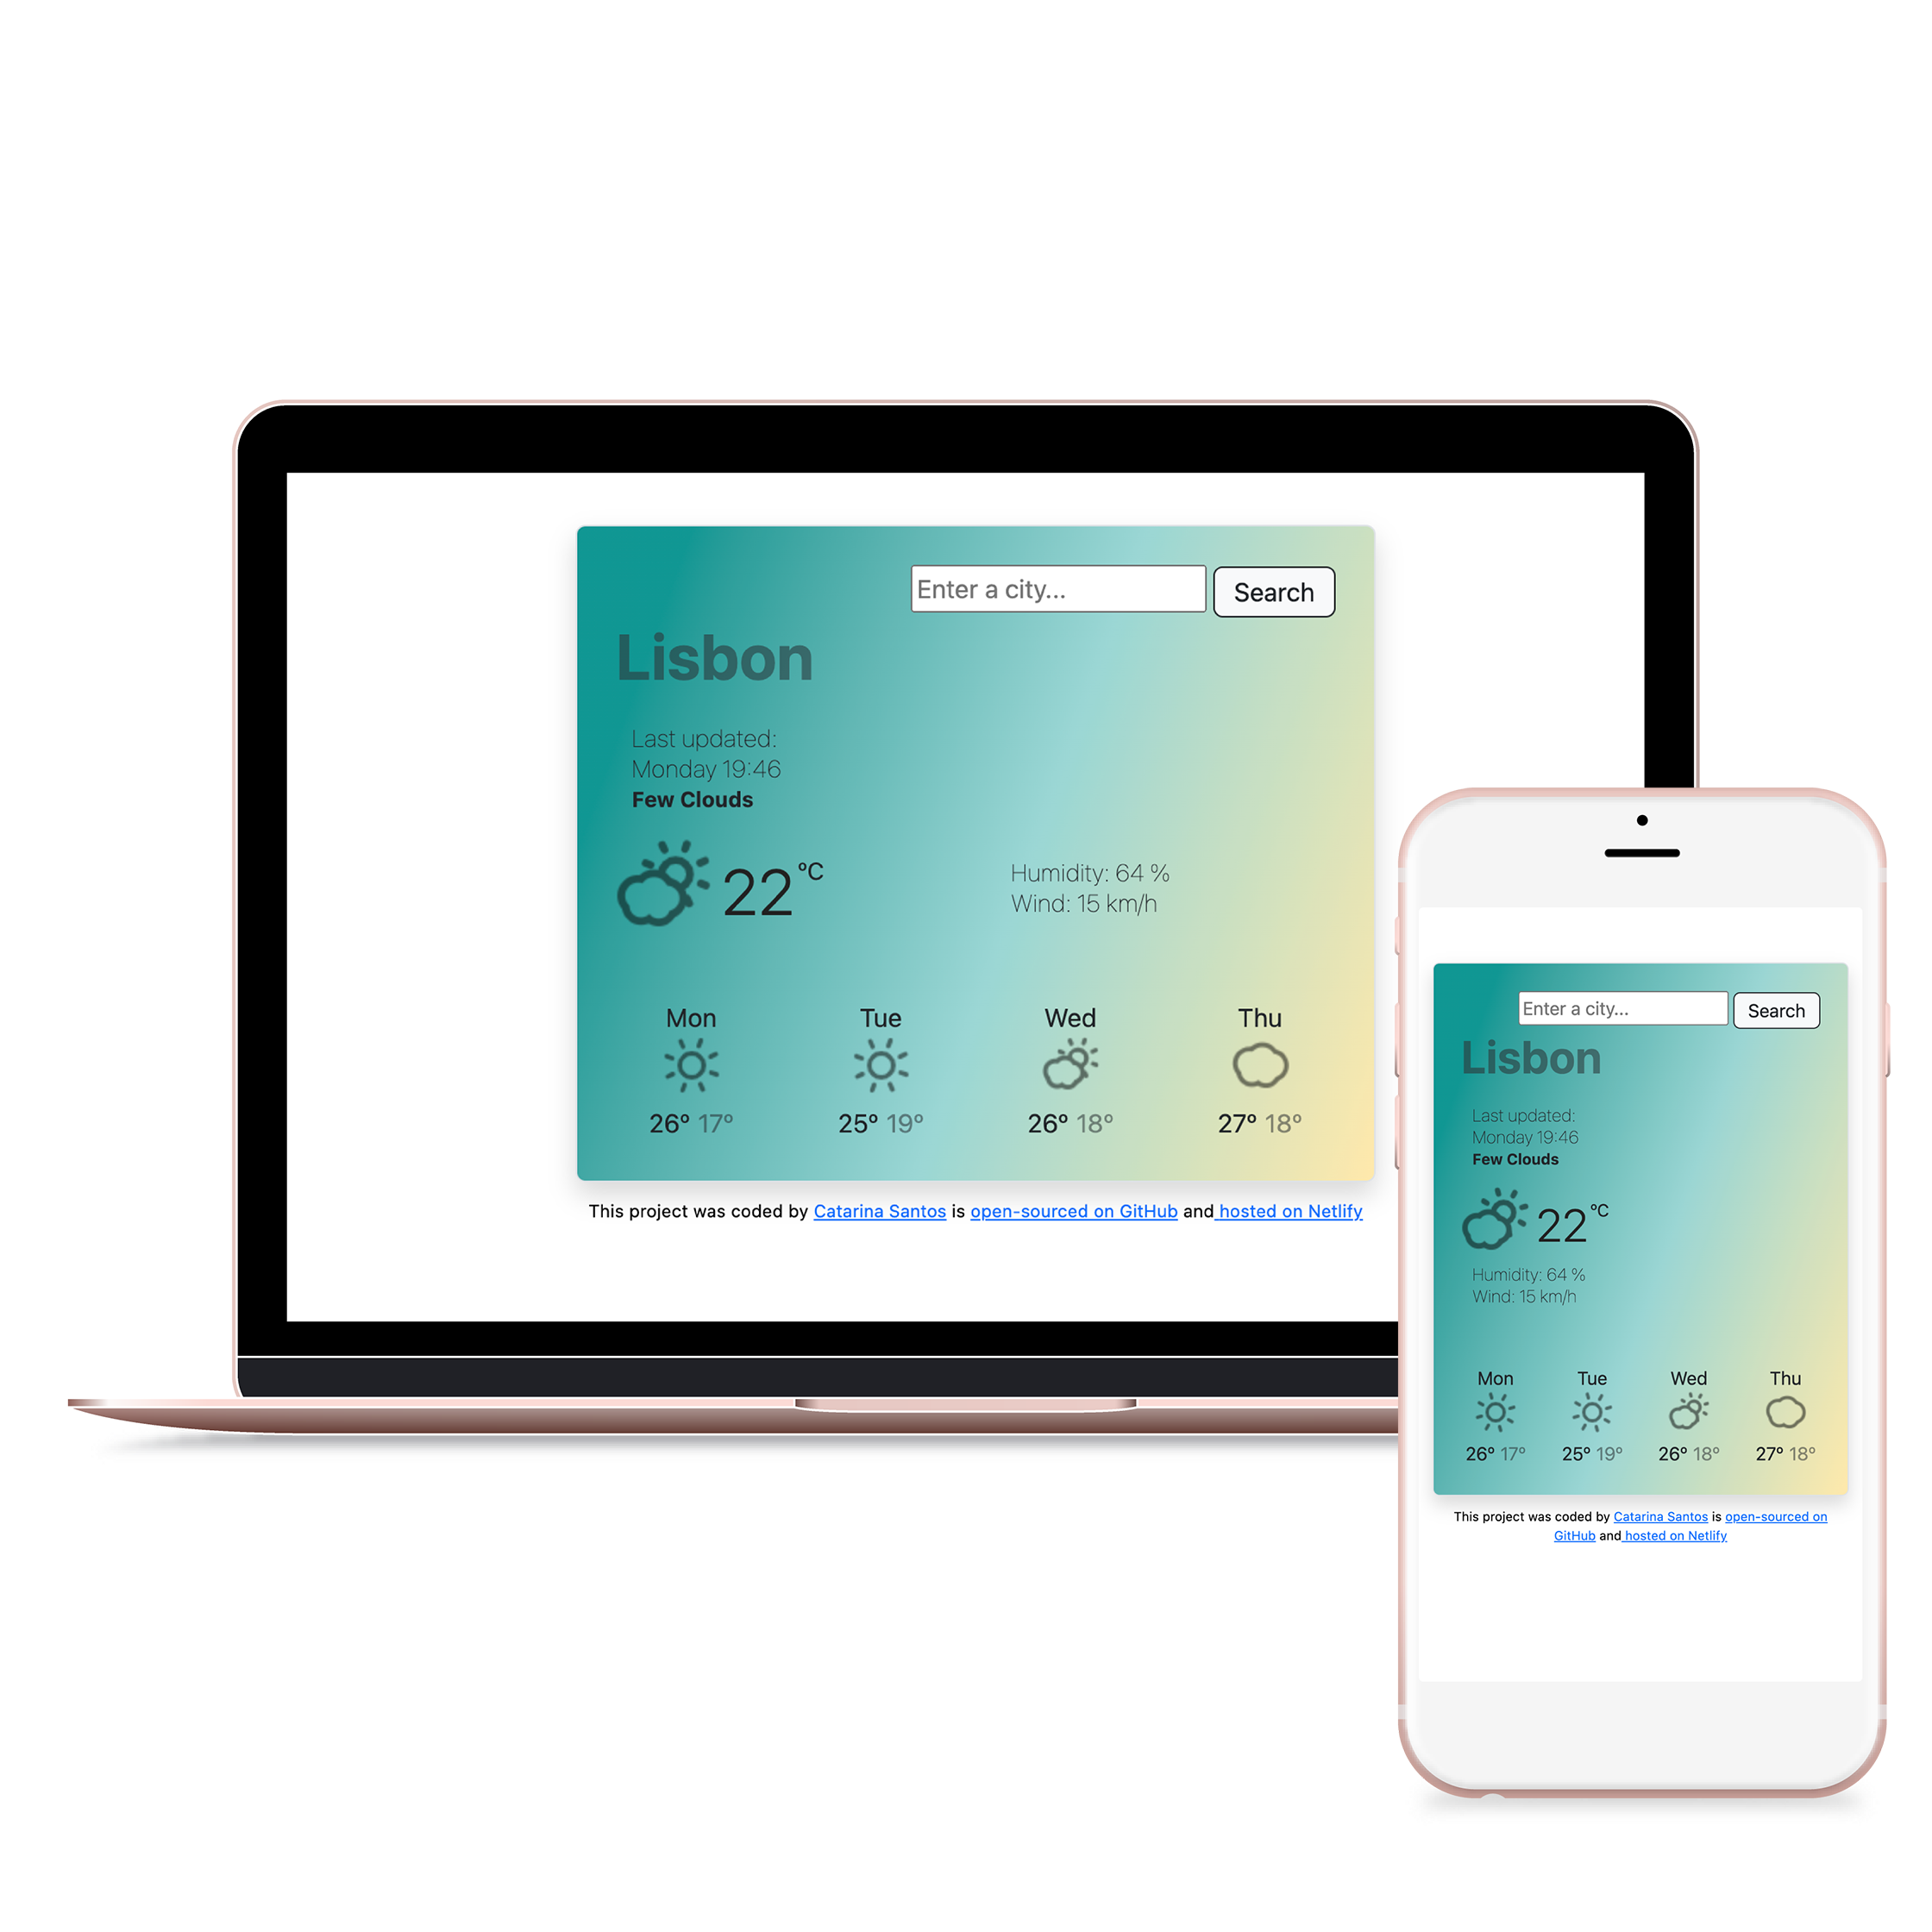 Enter a city...
Search
Lisbon
Last updated:
Monday 19:46
Few Clouds
22 °C
Humidity: 64 %
Wind: 15 km/h
Mon Tue Wed Thu
26° 17° 25° 19° 26° 18° 27° 18°
This project was coded by Catarina Santos is open-sourced on GitHub and hosted on Netlify
Enter a city...
Search
Lisbon
Last updated:
Monday 19:46
Few Clouds
22 °C
Humidity: 64 %
Wind: 15 km/h
Mon Tue Wed Thu
26° 17° 25° 19° 26° 18° 27° 18°
This project was coded by Catarina Santos is open-sourced on
GitHub and hosted on Netlify